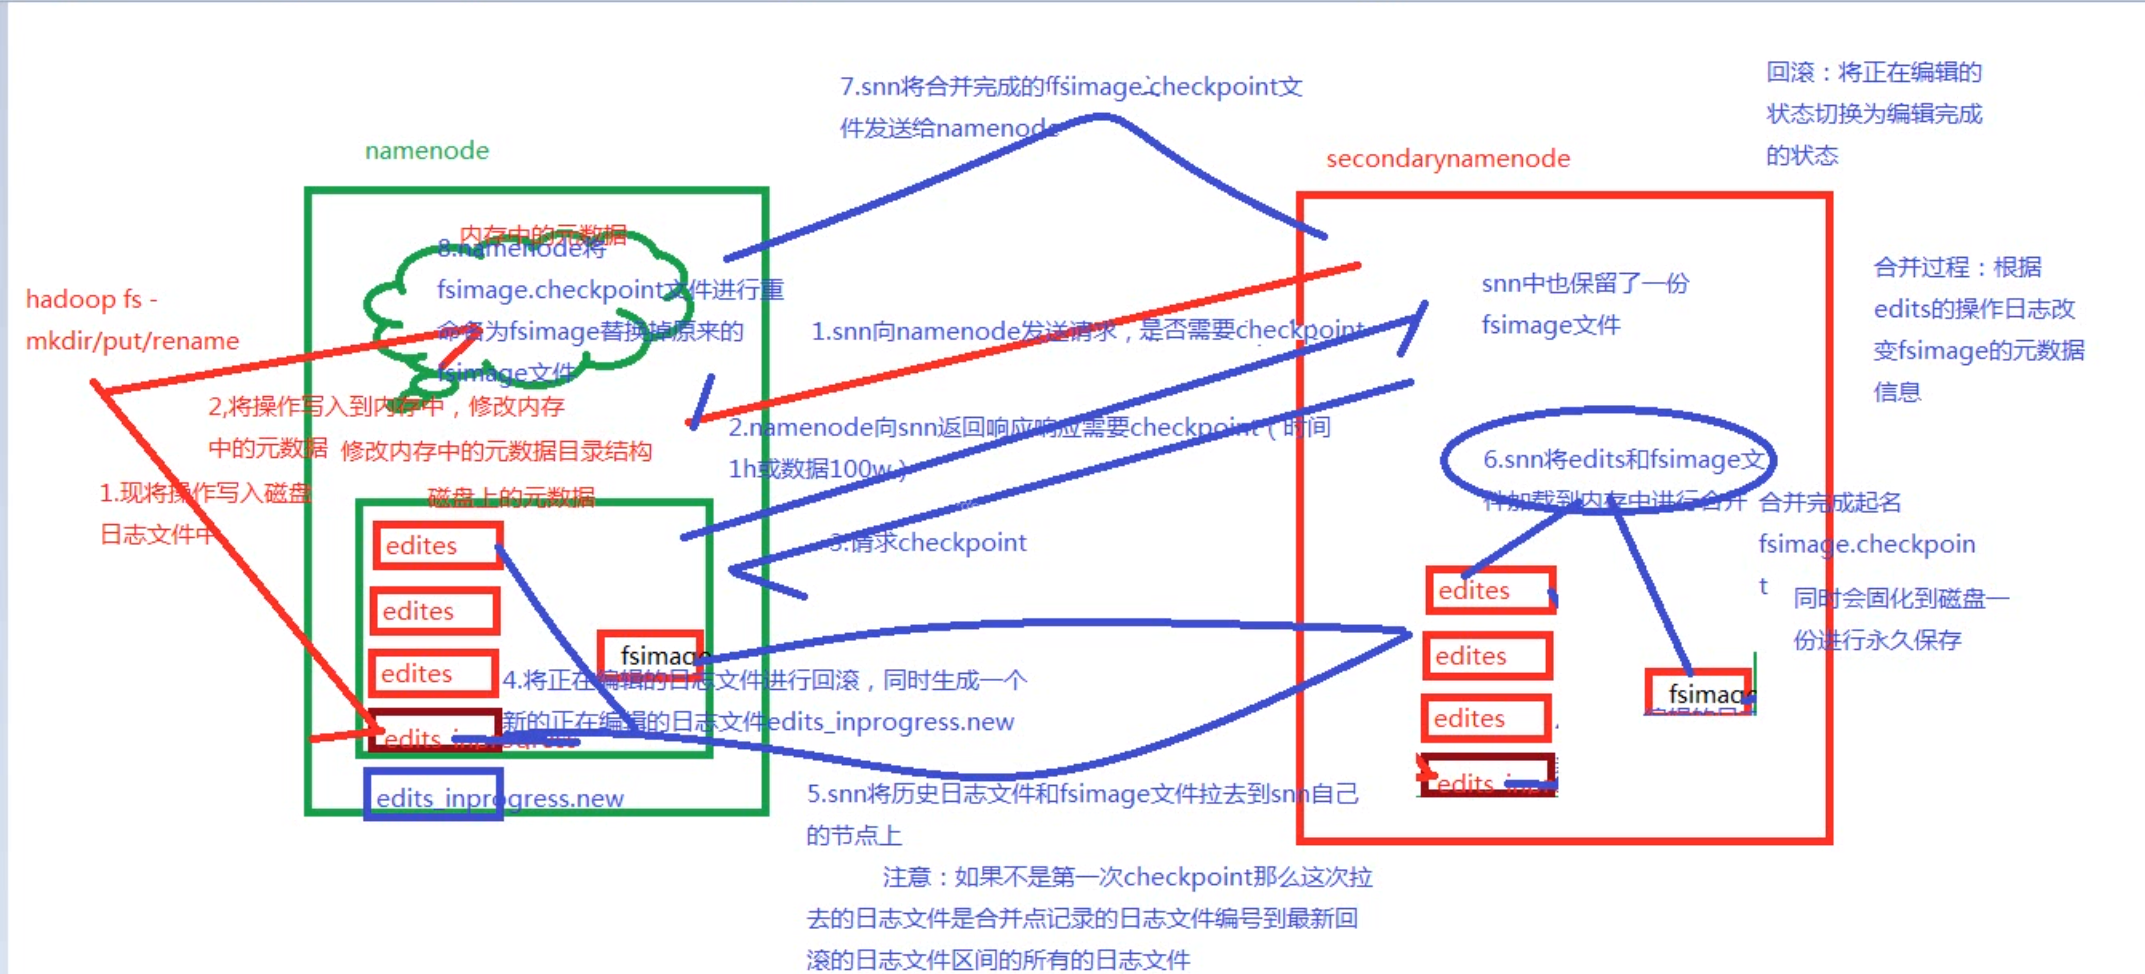 7.snn将合并完成的fsimage.checkpoint文
件发送给namenode
回滚：将正在编辑的
状态切换为编辑完成
的状态
namenode
secondarynamenode
内存中的元数据
8.namenode将
fsimage.checkpoint文件进行重
命名为fsimage替换掉原来的
fsimage文件
hadoop fs -
mkdir/put/rename
1.snn向namenode发送请求，是否需要checkpoint
snn中也保留了一份
fsimage文件
合并过程：根据
edits的操作日志改
变fsimage的元数据
信息
2,将操作写入到内存中，修改内存
中的元数据
修改内存中的元数据目录结构
2.namenode向snn返回响应响应需要checkpoint（时间
1h或数据100w）
1.现将操作写入磁盘
日志文件中
磁盘上的元数据
6.snn将edits和fsimage文
件加载到内存中进行合并
合并完成起名
fsimage.checkpoin
t
同时会固化到磁盘一
份进行永久保存
3.请求checkpoint
edites
edites
edites
edits_inprogress
edits_inprogress.new
fsimage
4.将正在编辑的日志文件进行回滚，同时生成一个
新的正在编辑的日志文件edits_inprogress.new
edites
edites
edites
edits
fsimage
5.snn将历史日志文件和fsimage文件拉去到snn自己
的节点上
注意：如果不是第一次checkpoint那么这次拉
去的日志文件是合并点记录的日志文件编号到最新回
滚的日志文件区间的所有的日志文件